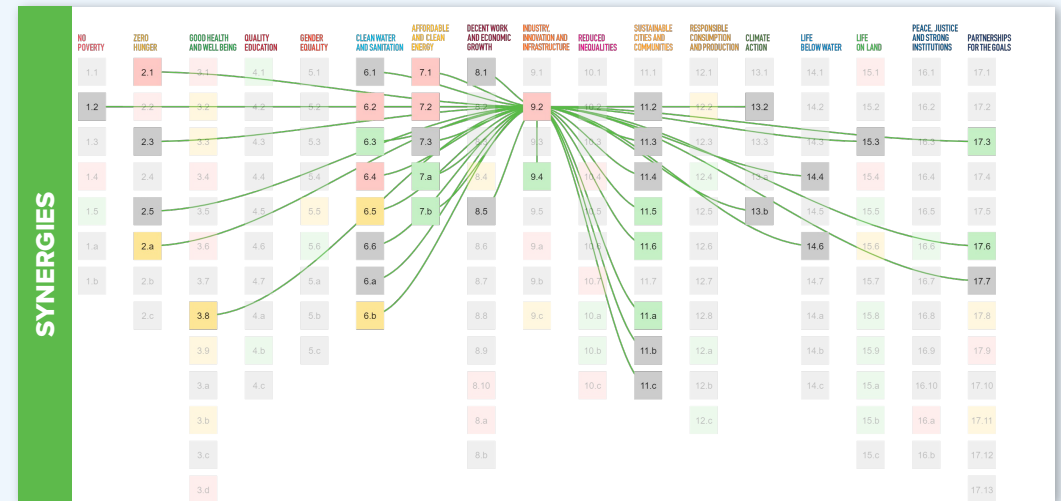 SYNERGIES
NO
POVERTY
ZERO
HUNGER
GOOD HEALTH
AND WELL BEING
QUALITY
EDUCATION
GENDER
EQUALITY
CLEAN WATER
AND SANITATION
AFFORDABLE
AND CLEAN
ENERGY
DECENT WORK
AND ECONOMIC
GROWTH
INDUSTRY,
INNOVATION AND
INFRASTRUCTURE
REDUCED
INEQUALITIES
SUSTAINABLE
CITIES AND
COMMUNITIES
RESPONSIBLE
CONSUMPTION
AND PRODUCTION
CLIMATE
ACTION
LIFE
BELOW WATER
LIFE
ON LAND
PEACE, JUSTICE
AND STRONG
INSTITUTIONS
PARTNERSHIPS
FOR THE GOALS
1.1 2.1 3.1 4.1 5.1 6.1 7.1 8.1 9.1 10.1 11.1 12.1 13.1 14.1 15.1 16.1 17.1
1.2 2.2 3.2 4.2 5.2 6.2 7.2 8.2 9.2 10.2 11.2 12.2 13.2 14.2 15.2 16.2 17.2
1.3 2.3 3.3 4.3 5.3 6.3 7.3 8.3 9.3 10.3 11.3 12.3 13.3 14.3 15.3 16.3 17.3
1.4 2.4 3.4 4.4 5.4 6.4 7.a 8.4 9.4 10.4 11.4 12.4 13.a 14.4 15.4 16.4 17.4
1.5 2.5 3.5 4.5 5.5 6.5 7.b 8.5 9.5 10.5 11.5 12.5 13.b 14.5 15.5 16.5 17.5
1.a 2.a 3.6 4.6 5.6 6.6 8.6 9.a 10.6 11.6 12.6 14.6 15.6 16.6 17.6
1.b 2.b 3.7 4.7 5.a 6.a 8.7 9.b 10.7 11.7 12.7 14.7 15.7 16.7 17.7
2.c 3.8 4.a 5.b 6.b 8.8 9.c 10.a 11.a 12.8 14.a 15.8 16.8 17.8
3.9 4.b 5.c 8.9 10.b 11.b 12.a 14.b 15.9 16.9 17.9
3.a 4.c 8.10 10.c 11.c 12.b 14.c 15.a 16.10 17.10
3.b 8.a 12.c 15.b 16.a 17.11
3.c 8.b 15.c 16.b 17.12
3.d 17.13